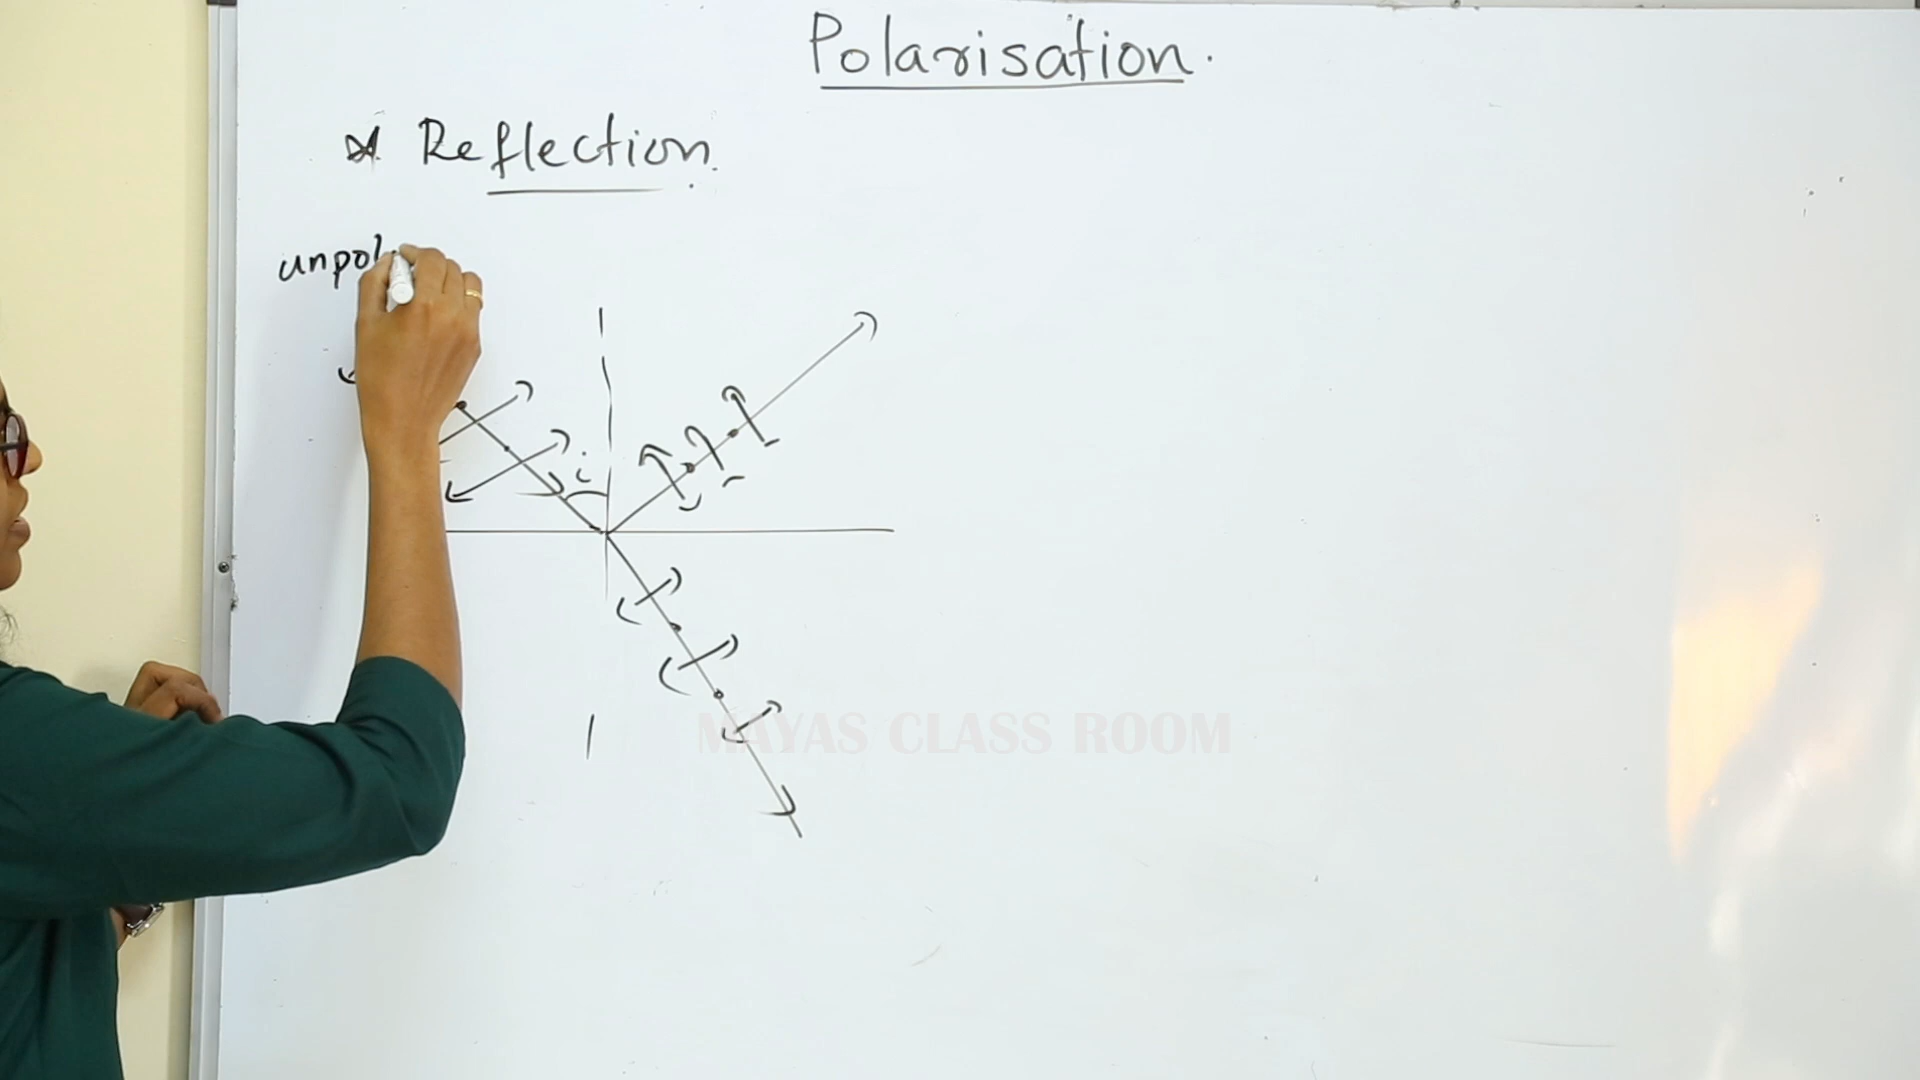 Polarisation.
* Reflection.
unpol
i
MAYAS CLASS ROOM